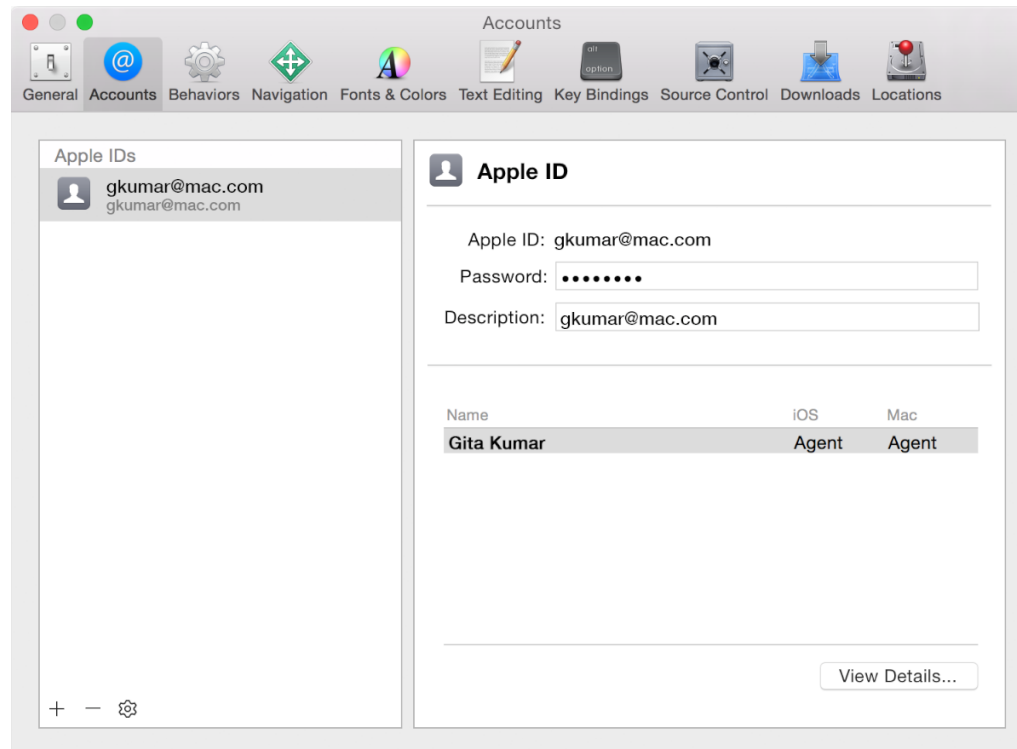 Accounts
General Accounts Behaviors Navigation Fonts & Colors Text Editing Key Bindings Source Control Downloads Locations
alt
option
Apple IDs
gkumar@mac.com
gkumar@mac.com
Apple ID
Apple ID: gkumar@mac.com
Password: ••••••••
Description: gkumar@mac.com
Name iOS Mac
Gita Kumar Agent Agent
View Details...